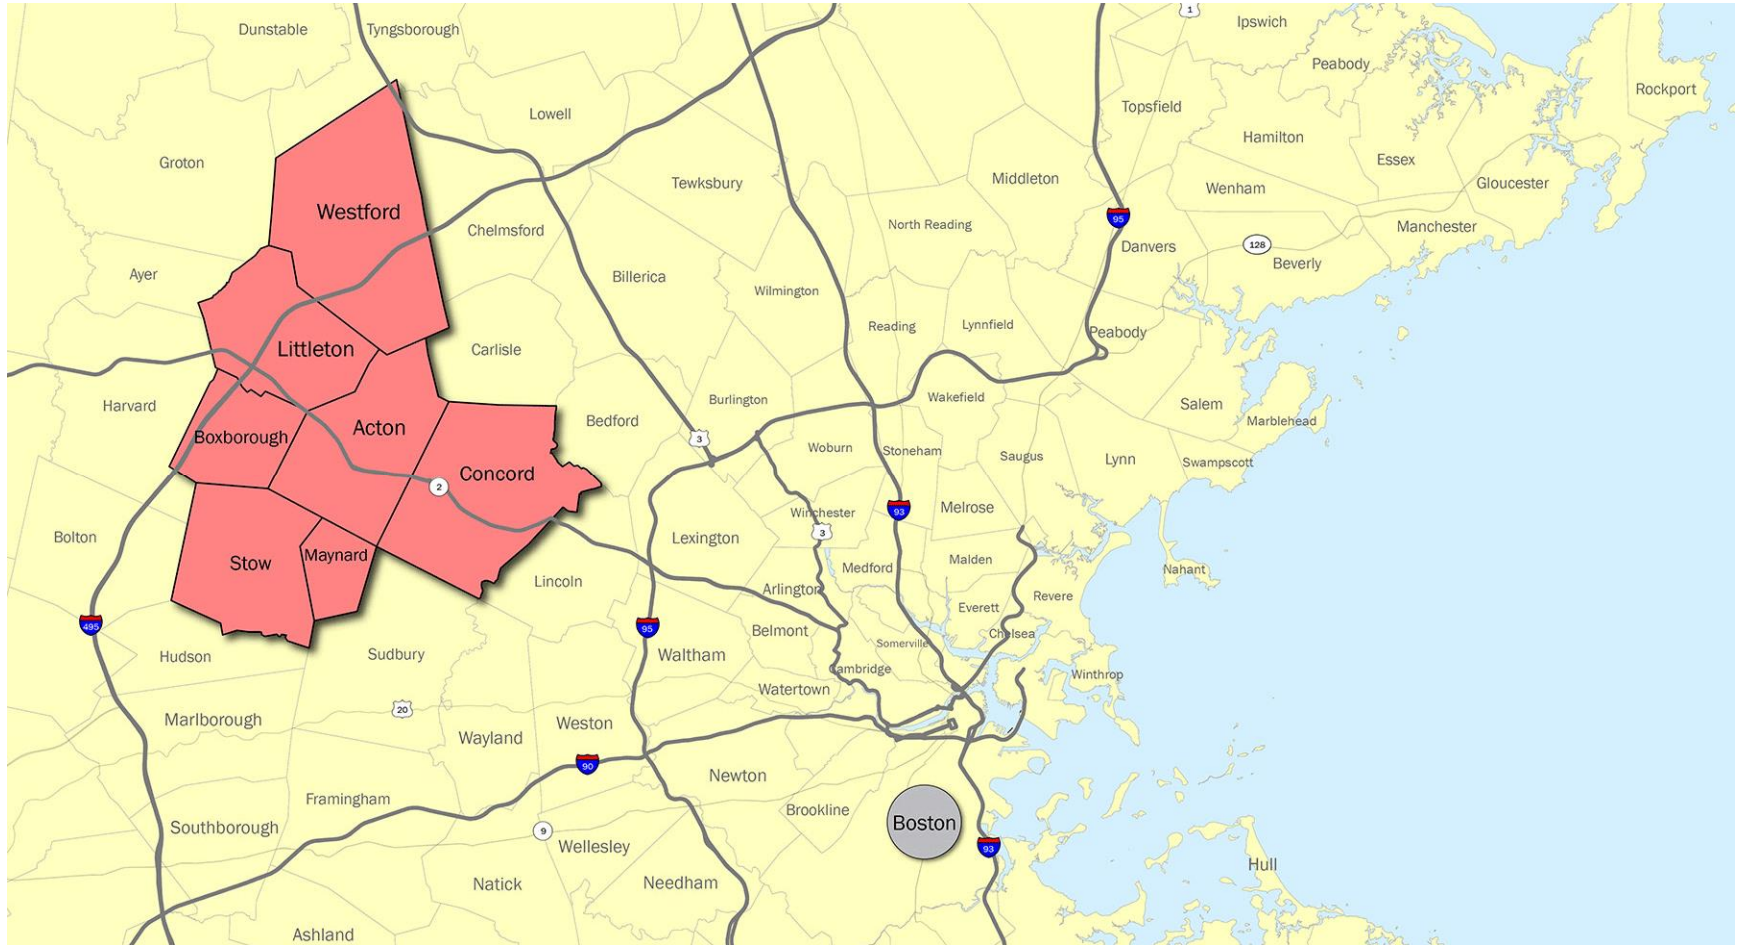 1
Ipswich
Dunstable
Tyngsborough
Peabody
Rockport
Topsfield
Lowell
Hamilton
Groton
Essex
Middleton
Tewksbury
Gloucester
Wenham
Westford
95
North Reading
Manchester
Chelmsford
Danvers
128
Beverly
Ayer
Billerica
Wilmington
Reading
Lynnfield
Peabody
Littleton
Carlisle
Burlington
Wakefield
Harvard
Salem
Bedford
Marblehead
Acton
Boxborough
3
Woburn
Stoneham
Saugus
Lynn
Swampscott
Concord
2
Melrose
93
Winchester
3
Bolton
Lexington
Maynard
Malden
Stow
Medford
Nahant
Lincoln
Arlington
Revere
Everett
495
95
Belmont
Chelsea
Somerville
Sudbury
Hudson
Waltham
Cambridge
Winthrop
Watertown
20
Marlborough
Weston
Wayland
90
Newton
Framingham
Brookline
Boston
Southborough
9
Wellesley
93
Hull
Natick
Needham
Ashland